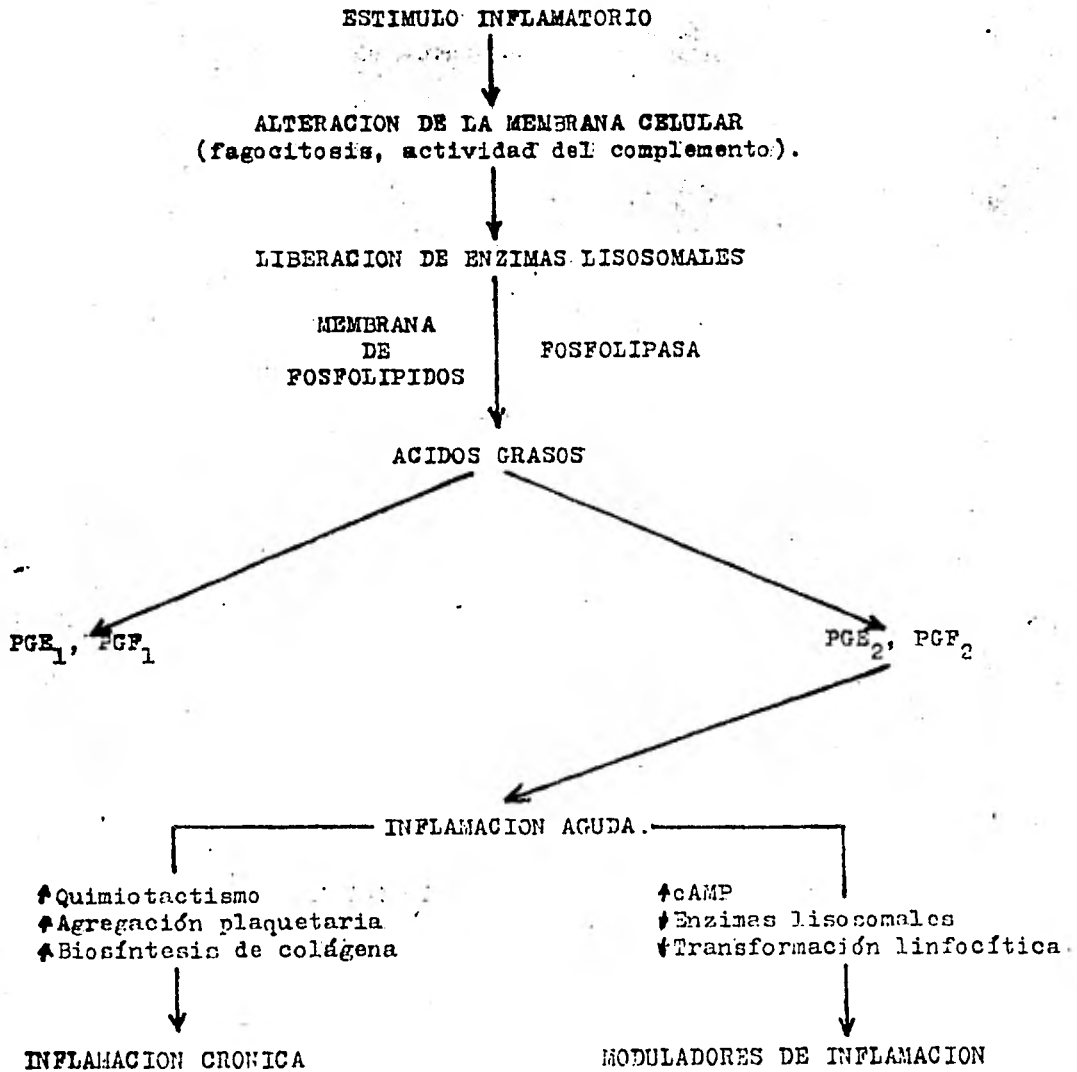 ESTIMULO INFLAMATORIO
ALTERACION DE LA MEMBRANA CELULAR
(fagocitosis, actividad del complemento).
LIBERACION DE ENZIMAS LISOSOMALES
MEMBRANA
DE
FOSFOLIPIDOS
FOSFOLIPASA
ACIDOS GRASOS
PGE1, PGF1
PGE2, PGF2
INFLAMACION AGUDA.
↑Quimiotactismo
↑Agregación plaquetaria
↑Biosíntesis de colágena
↑cAMP
↓Enzimas lisosomales
↓Transformación linfocítica
INFLAMACION CRONICA
MODULADORES DE INFLAMACION